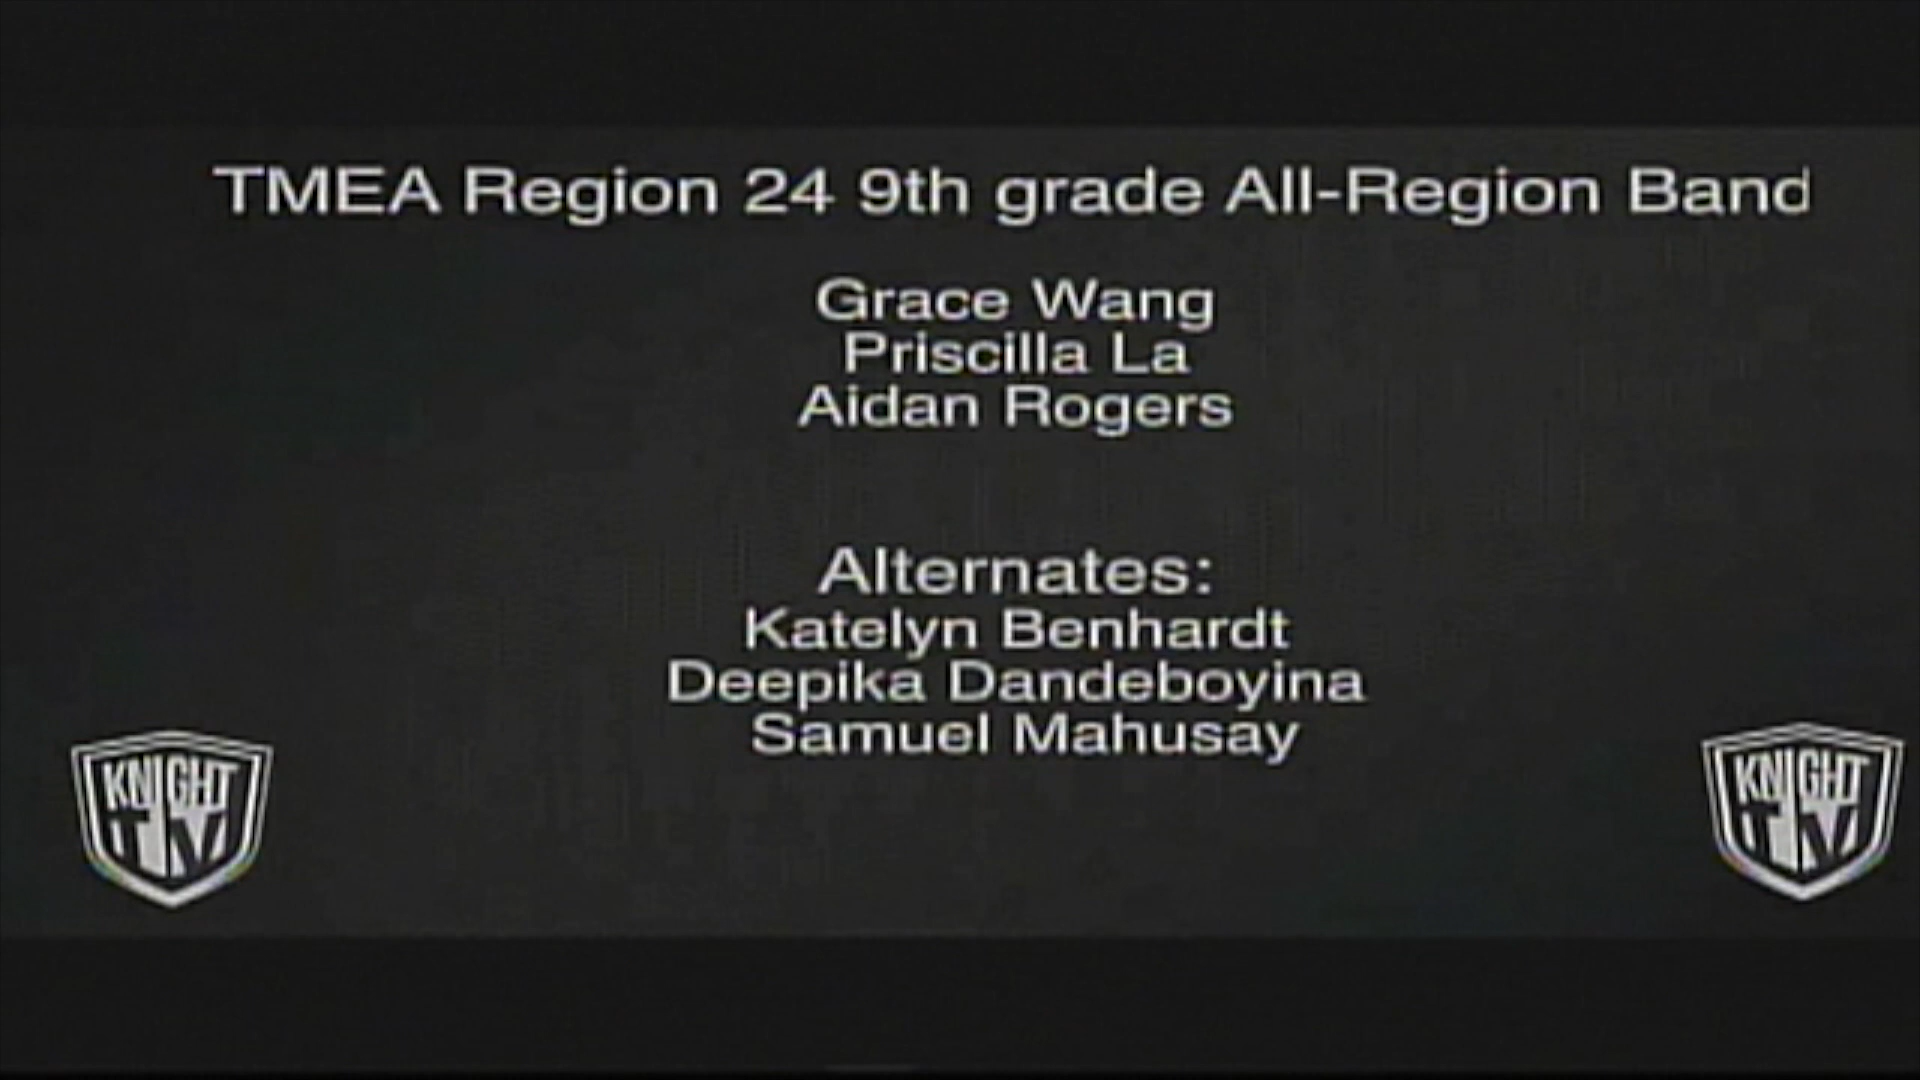 TMEA Region 24 9th grade All-Region Band
Grace Wang
Priscilla La
Aidan Rogers
Alternates:
Katelyn Benhardt
Deepika Dandeboyina
Samuel Mahusay
KNIGHT
TV
KNIGHT
TV